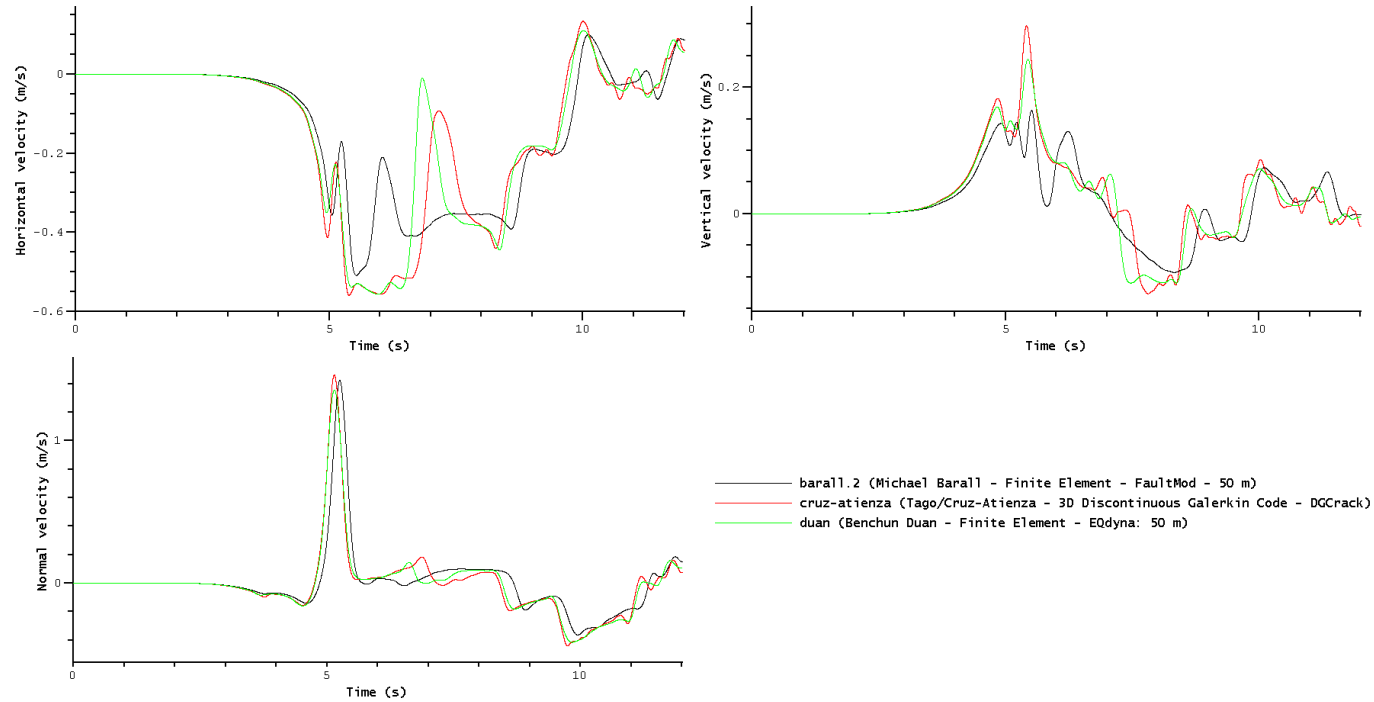 Horizontal velocity (m/s)
0
-0.2
-0.4
-0.6
0
5
10
Time (s)
Vertical velocity (m/s)
0.2
0
0
5
10
Time (s)
Normal velocity (m/s)
1
0
0
5
10
Time (s)
barall.2 (Michael Barall - Finite Element - FaultMod - 50 m)
cruz-atienza (Tago/Cruz-Atienza - 3D Discontinuous Galerkin Code - DGCrack)
duan (Benchun Duan - Finite Element - EQdyna: 50 m)